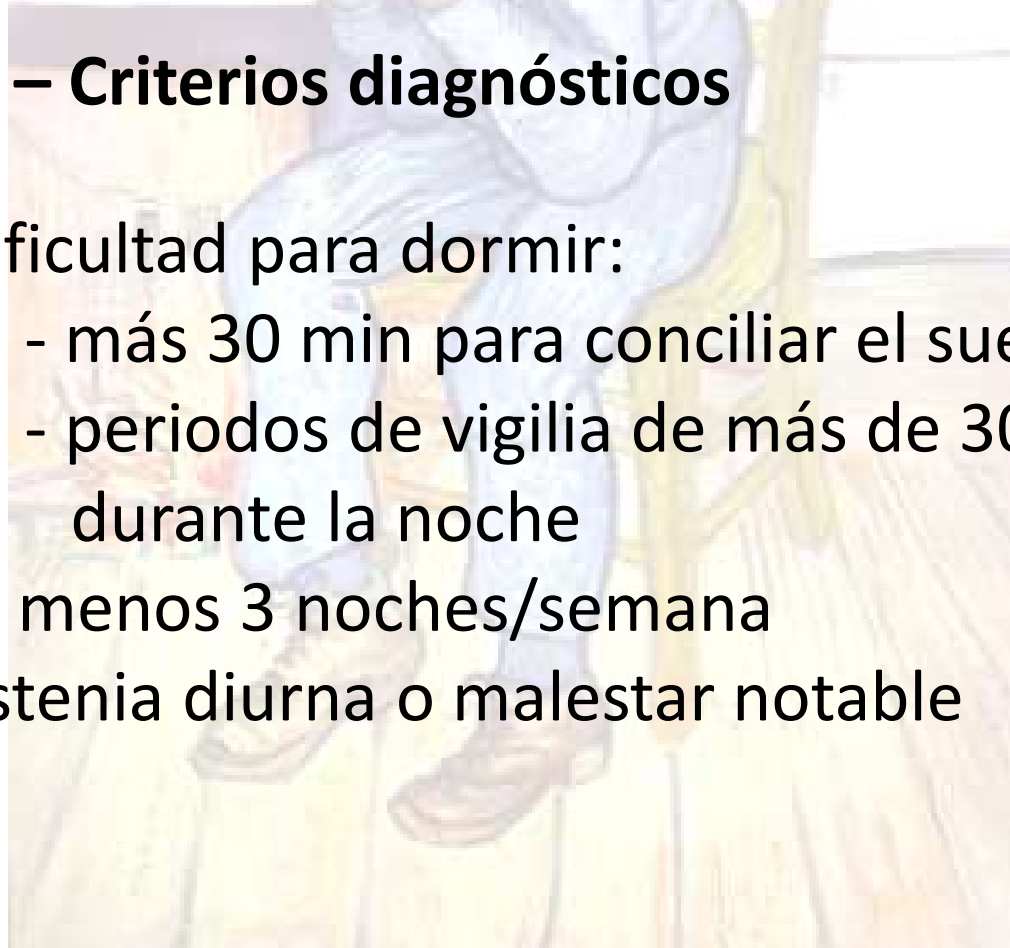 – Criterios diagnósticos
ficultad para dormir:
- más 30 min para conciliar el sue
- periodos de vigilia de más de 30
durante la noche
menos 3 noches/semana
stenia diurna o malestar notable